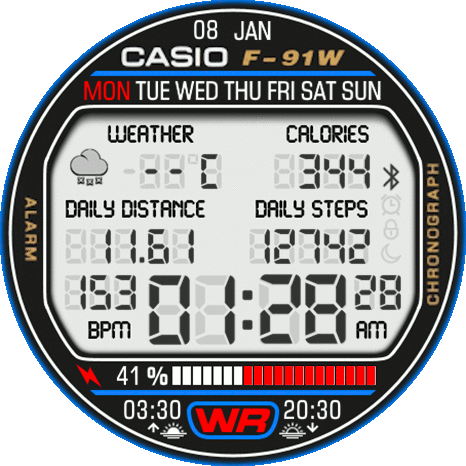 08 JAN
CASIO F-91W
MON TUE WED THU FRI SAT SUN
WEATHER CALORIES
-- C 344
DAILY DISTANCE DAILY STEPS
11.61 12742
153 01:28 28
BPM AM
ALARM
CHRONOGRAPH
41 %
03:30 WR 20:30